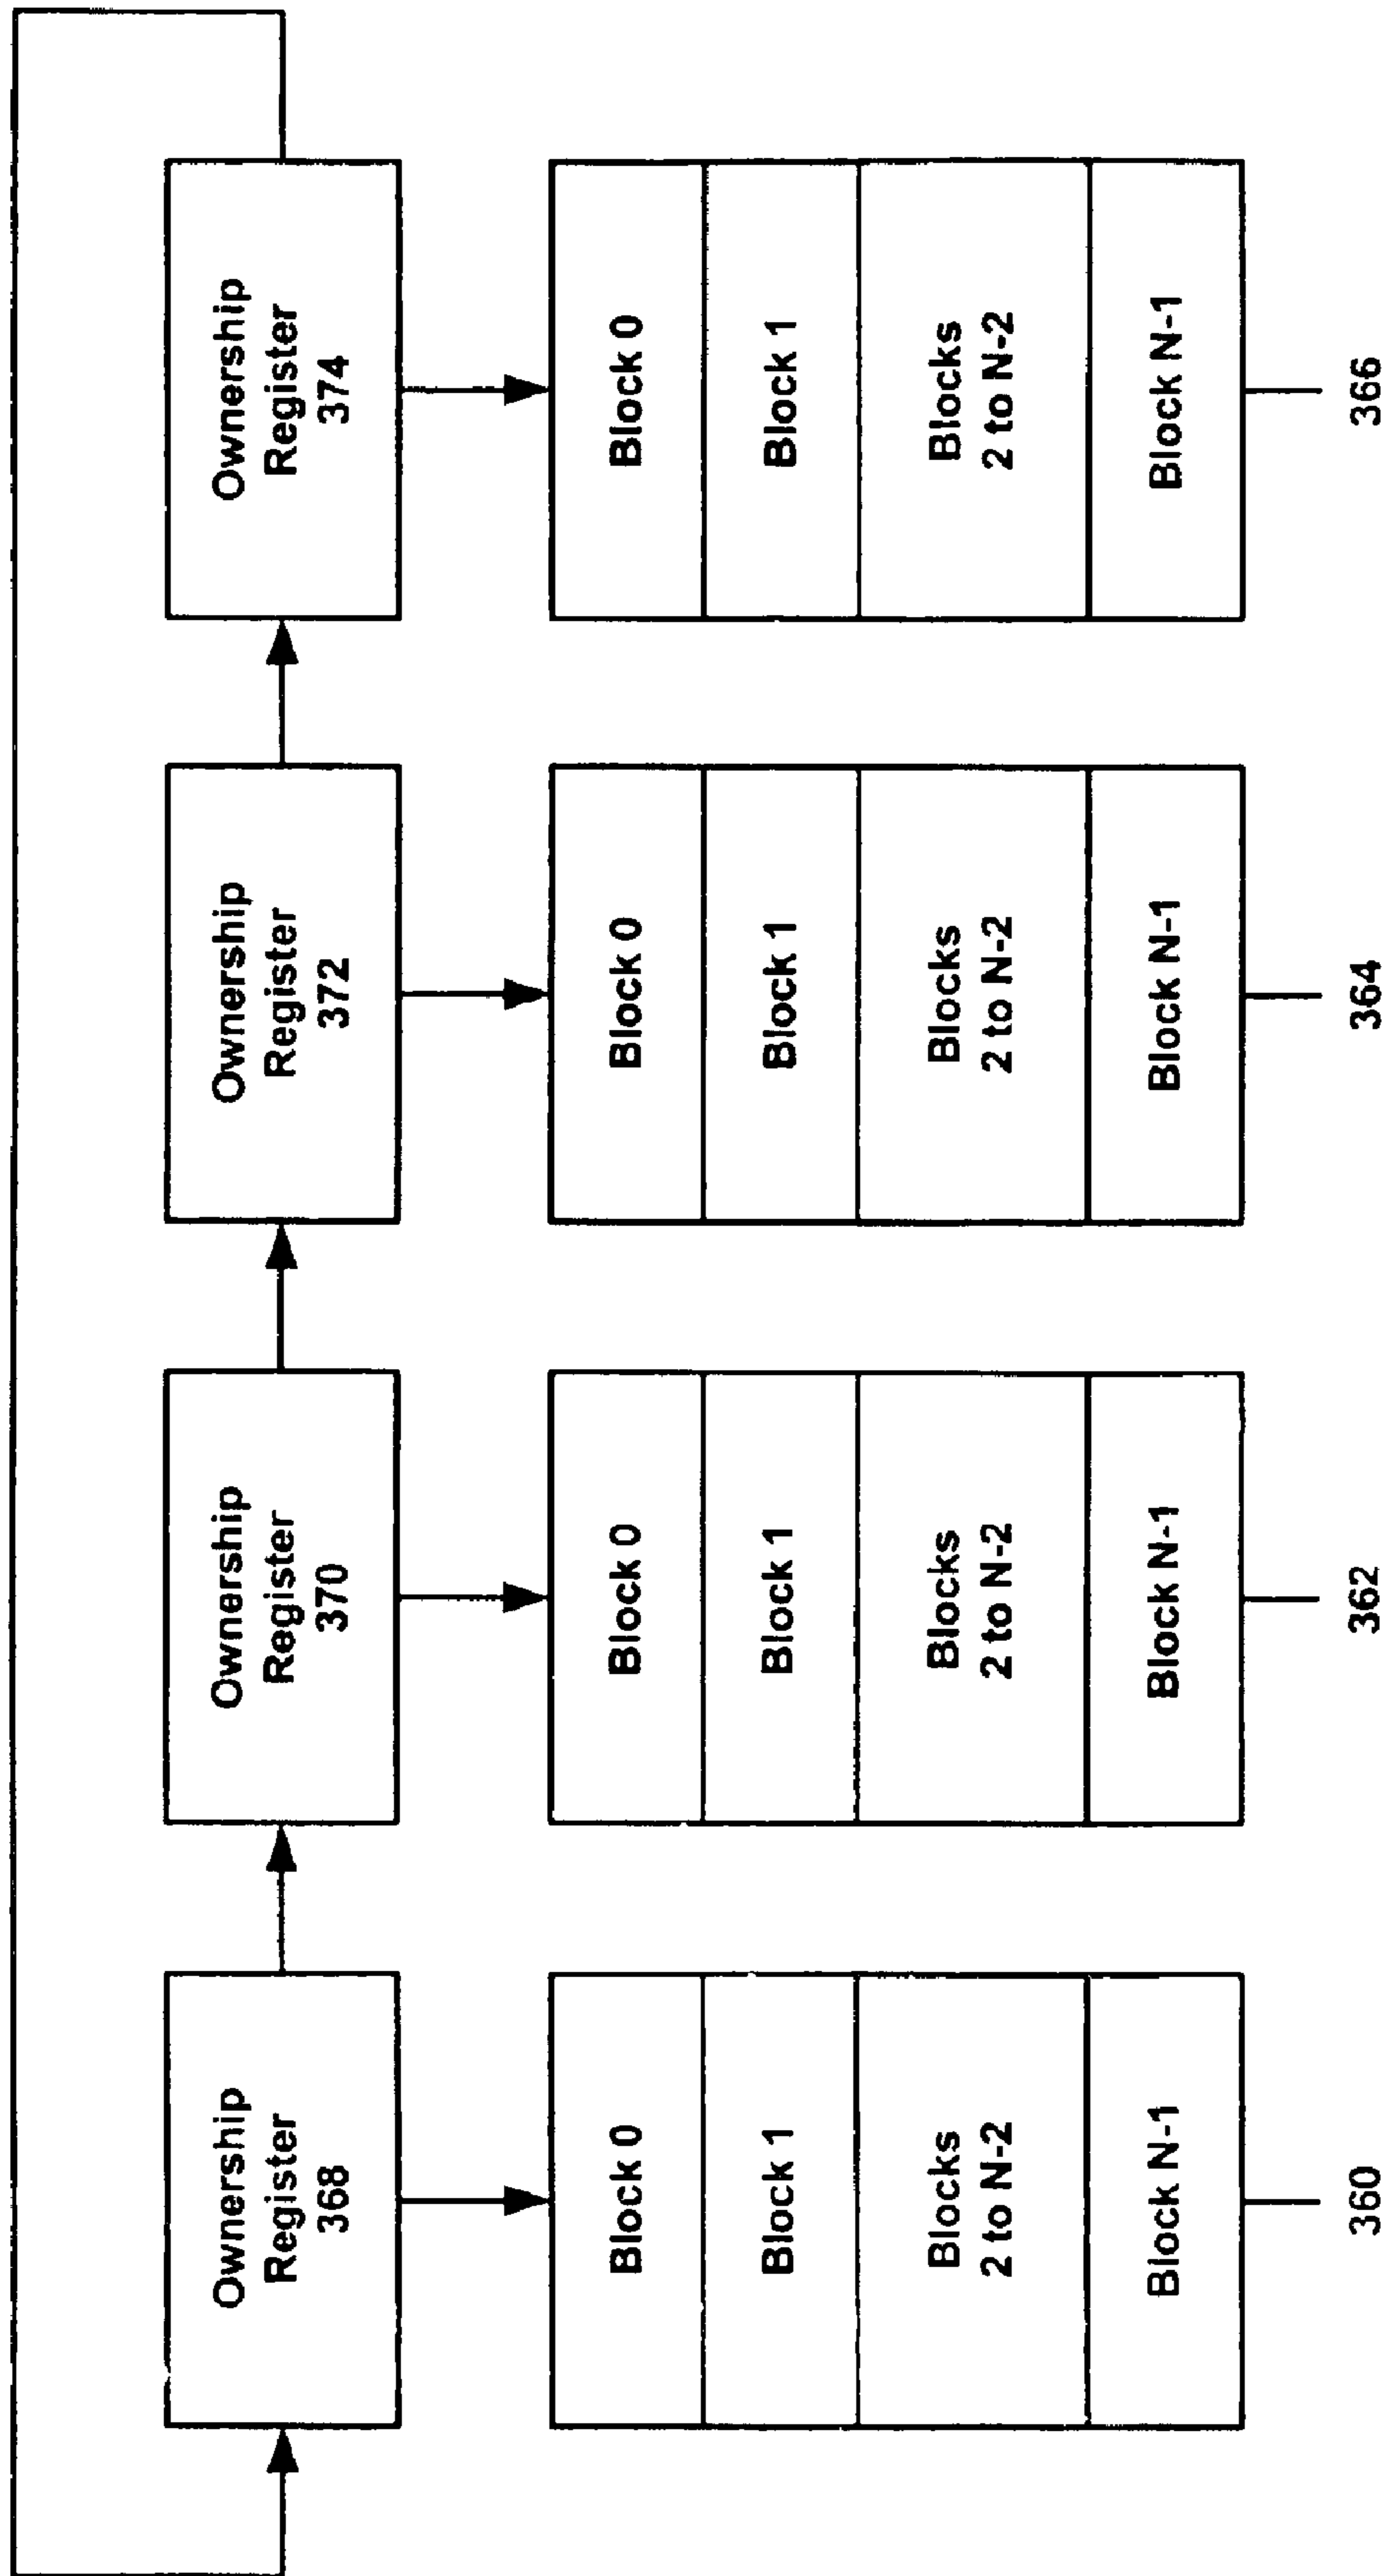 Ownership
Register
368
Ownership
Register
370
Ownership
Register
372
Ownership
Register
374
Block 0
Block 1
Blocks
2 to N-2
Block N-1
360
Block 0
Block 1
Blocks
2 to N-2
Block N-1
362
Block 0
Block 1
Blocks
2 to N-2
Block N-1
364
Block 0
Block 1
Blocks
2 to N-2
Block N-1
366